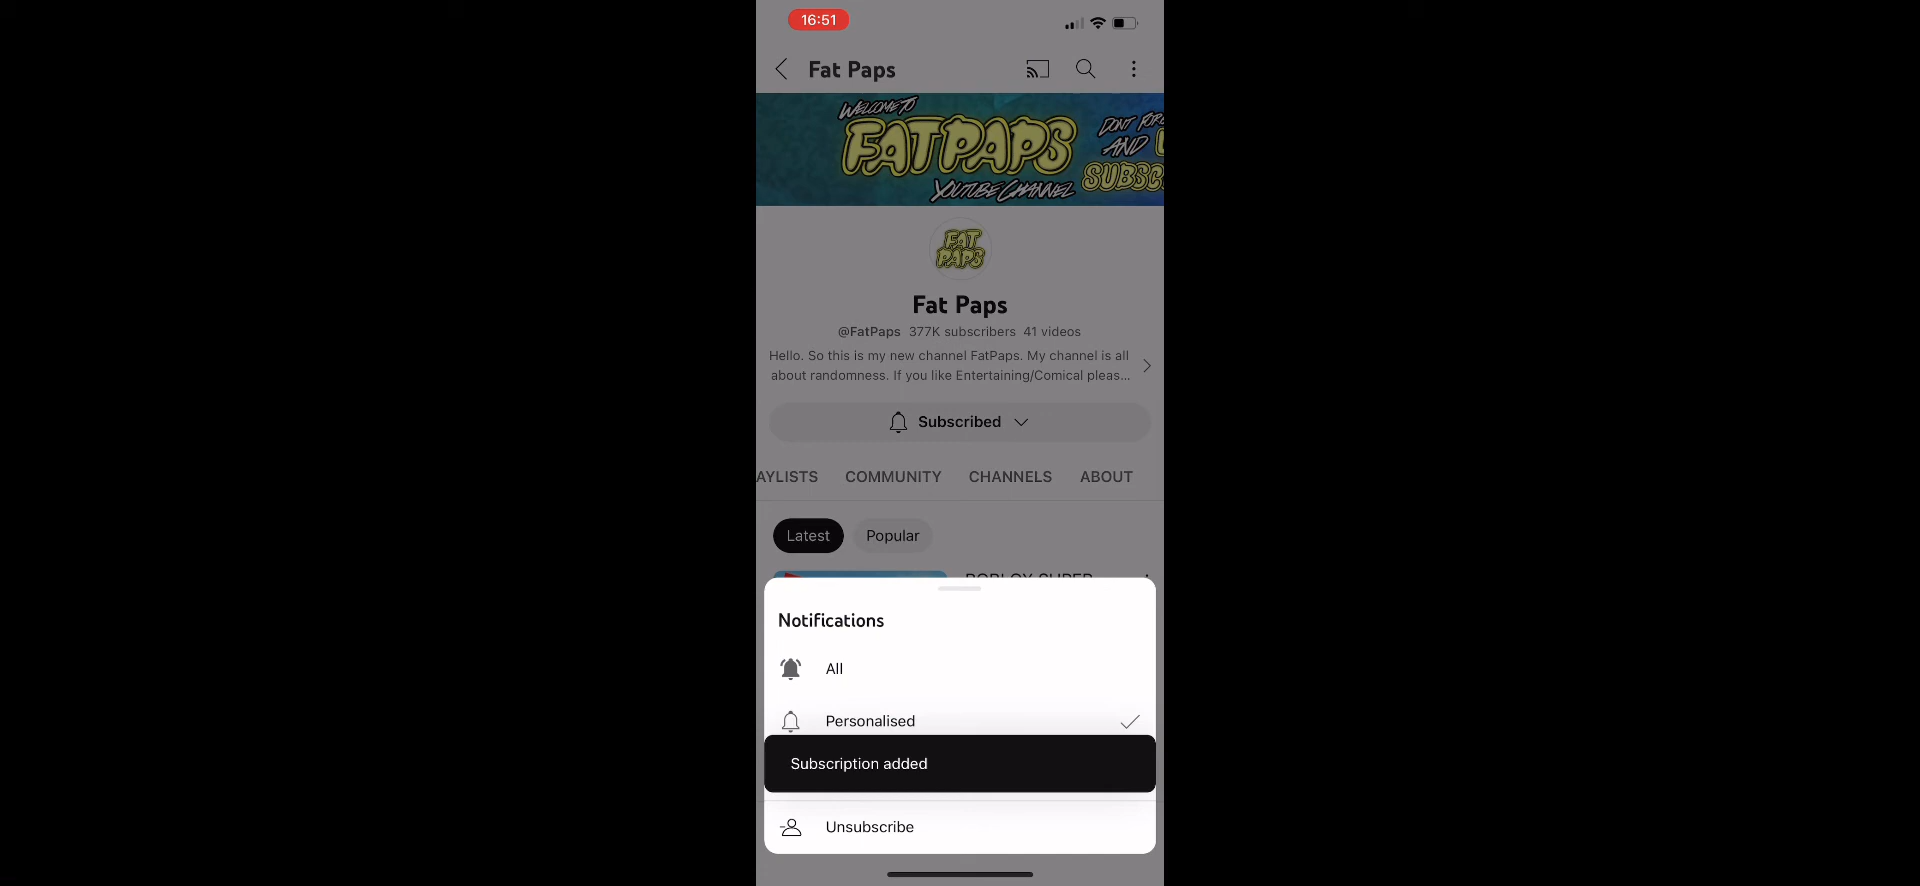 16:51
Fat Paps
WELCOME TO
FATPAPS
YOUTUBE CHANNEL
DONT FOR
AND
SUBSC
FAT
PAPS
Fat Paps
@FatPaps 377K subscribers 41 videos
Hello. So this is my new channel FatPaps. My channel is all
about randomness. If you like Entertaining/Comical pleas...
Subscribed
AYLISTS COMMUNITY CHANNELS ABOUT
Latest Popular
ROBLOX SUPER
Notifications
All
Personalised
Subscription added
Unsubscribe